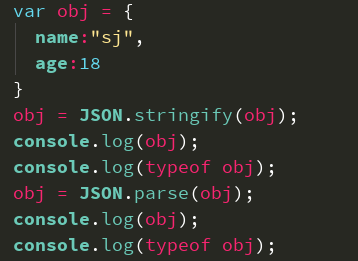 var obj = {
  name:"sj",
  age:18
}
obj = JSON.stringify(obj);
console.log(obj);
console.log(typeof obj);
obj = JSON.parse(obj);
console.log(obj);
console.log(typeof obj);